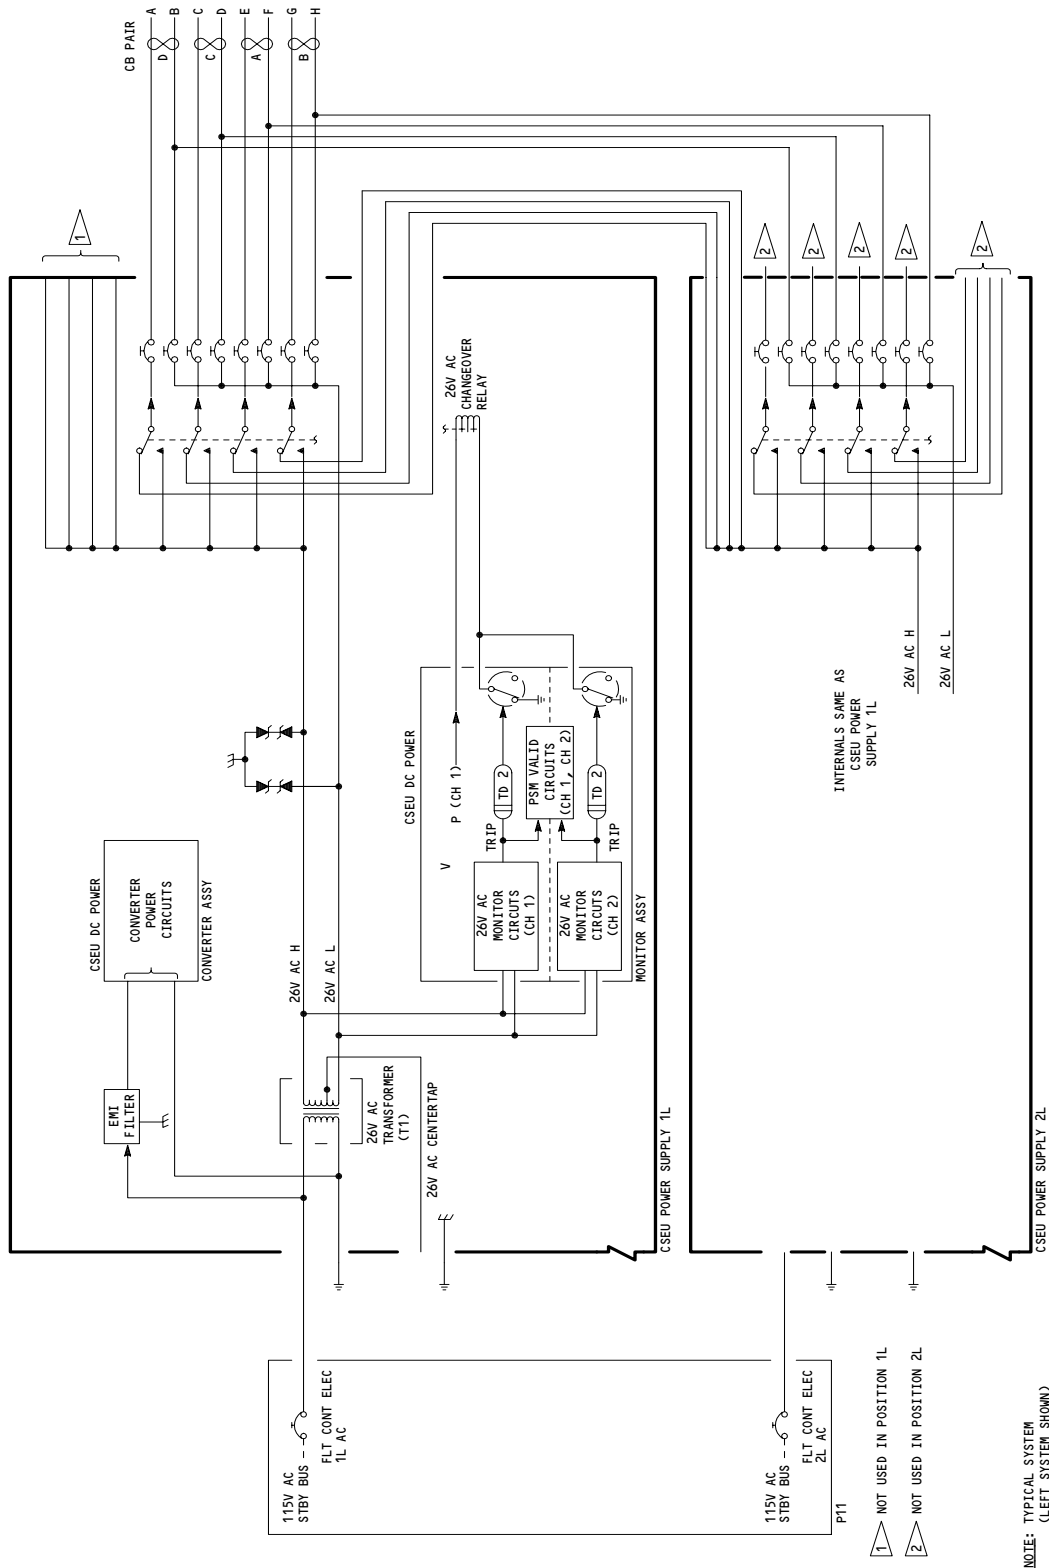 CB PAIR
A
B
C
D
E
F
G
H
D
C
A
B
1
2
2
2
2
2
26V AC
CHANGEOVER
RELAY
CSEU DC POWER
CONVERTER
POWER
CIRCUITS
CONVERTER ASSY
EMI
FILTER
26V AC H
26V AC L
26V AC
TRANSFORMER
(T1)
26V AC CENTERTAP
CSEU DC POWER
V
P (CH 1)
26V AC
MONITOR
CIRCUTS
(CH 1)
TRIP
TD 2
PSM VALID
CIRCUITS
(CH 1, CH 2)
26V AC
MONITOR
CIRCUTS
(CH 2)
TRIP
TD 2
MONITOR ASSY
CSEU POWER SUPPLY 1L
INTERNALS SAME AS
CSEU POWER
SUPPLY 1L
26V AC H
26V AC L
CSEU POWER SUPPLY 2L
115V AC
STBY BUS
FLT CONT ELEC
1L AC
115V AC
STBY BUS
FLT CONT ELEC
2L AC
P11
1 NOT USED IN POSITION 1L
2 NOT USED IN POSITION 2L
NOTE: TYPICAL SYSTEM
(LEFT SYSTEM SHOWN)